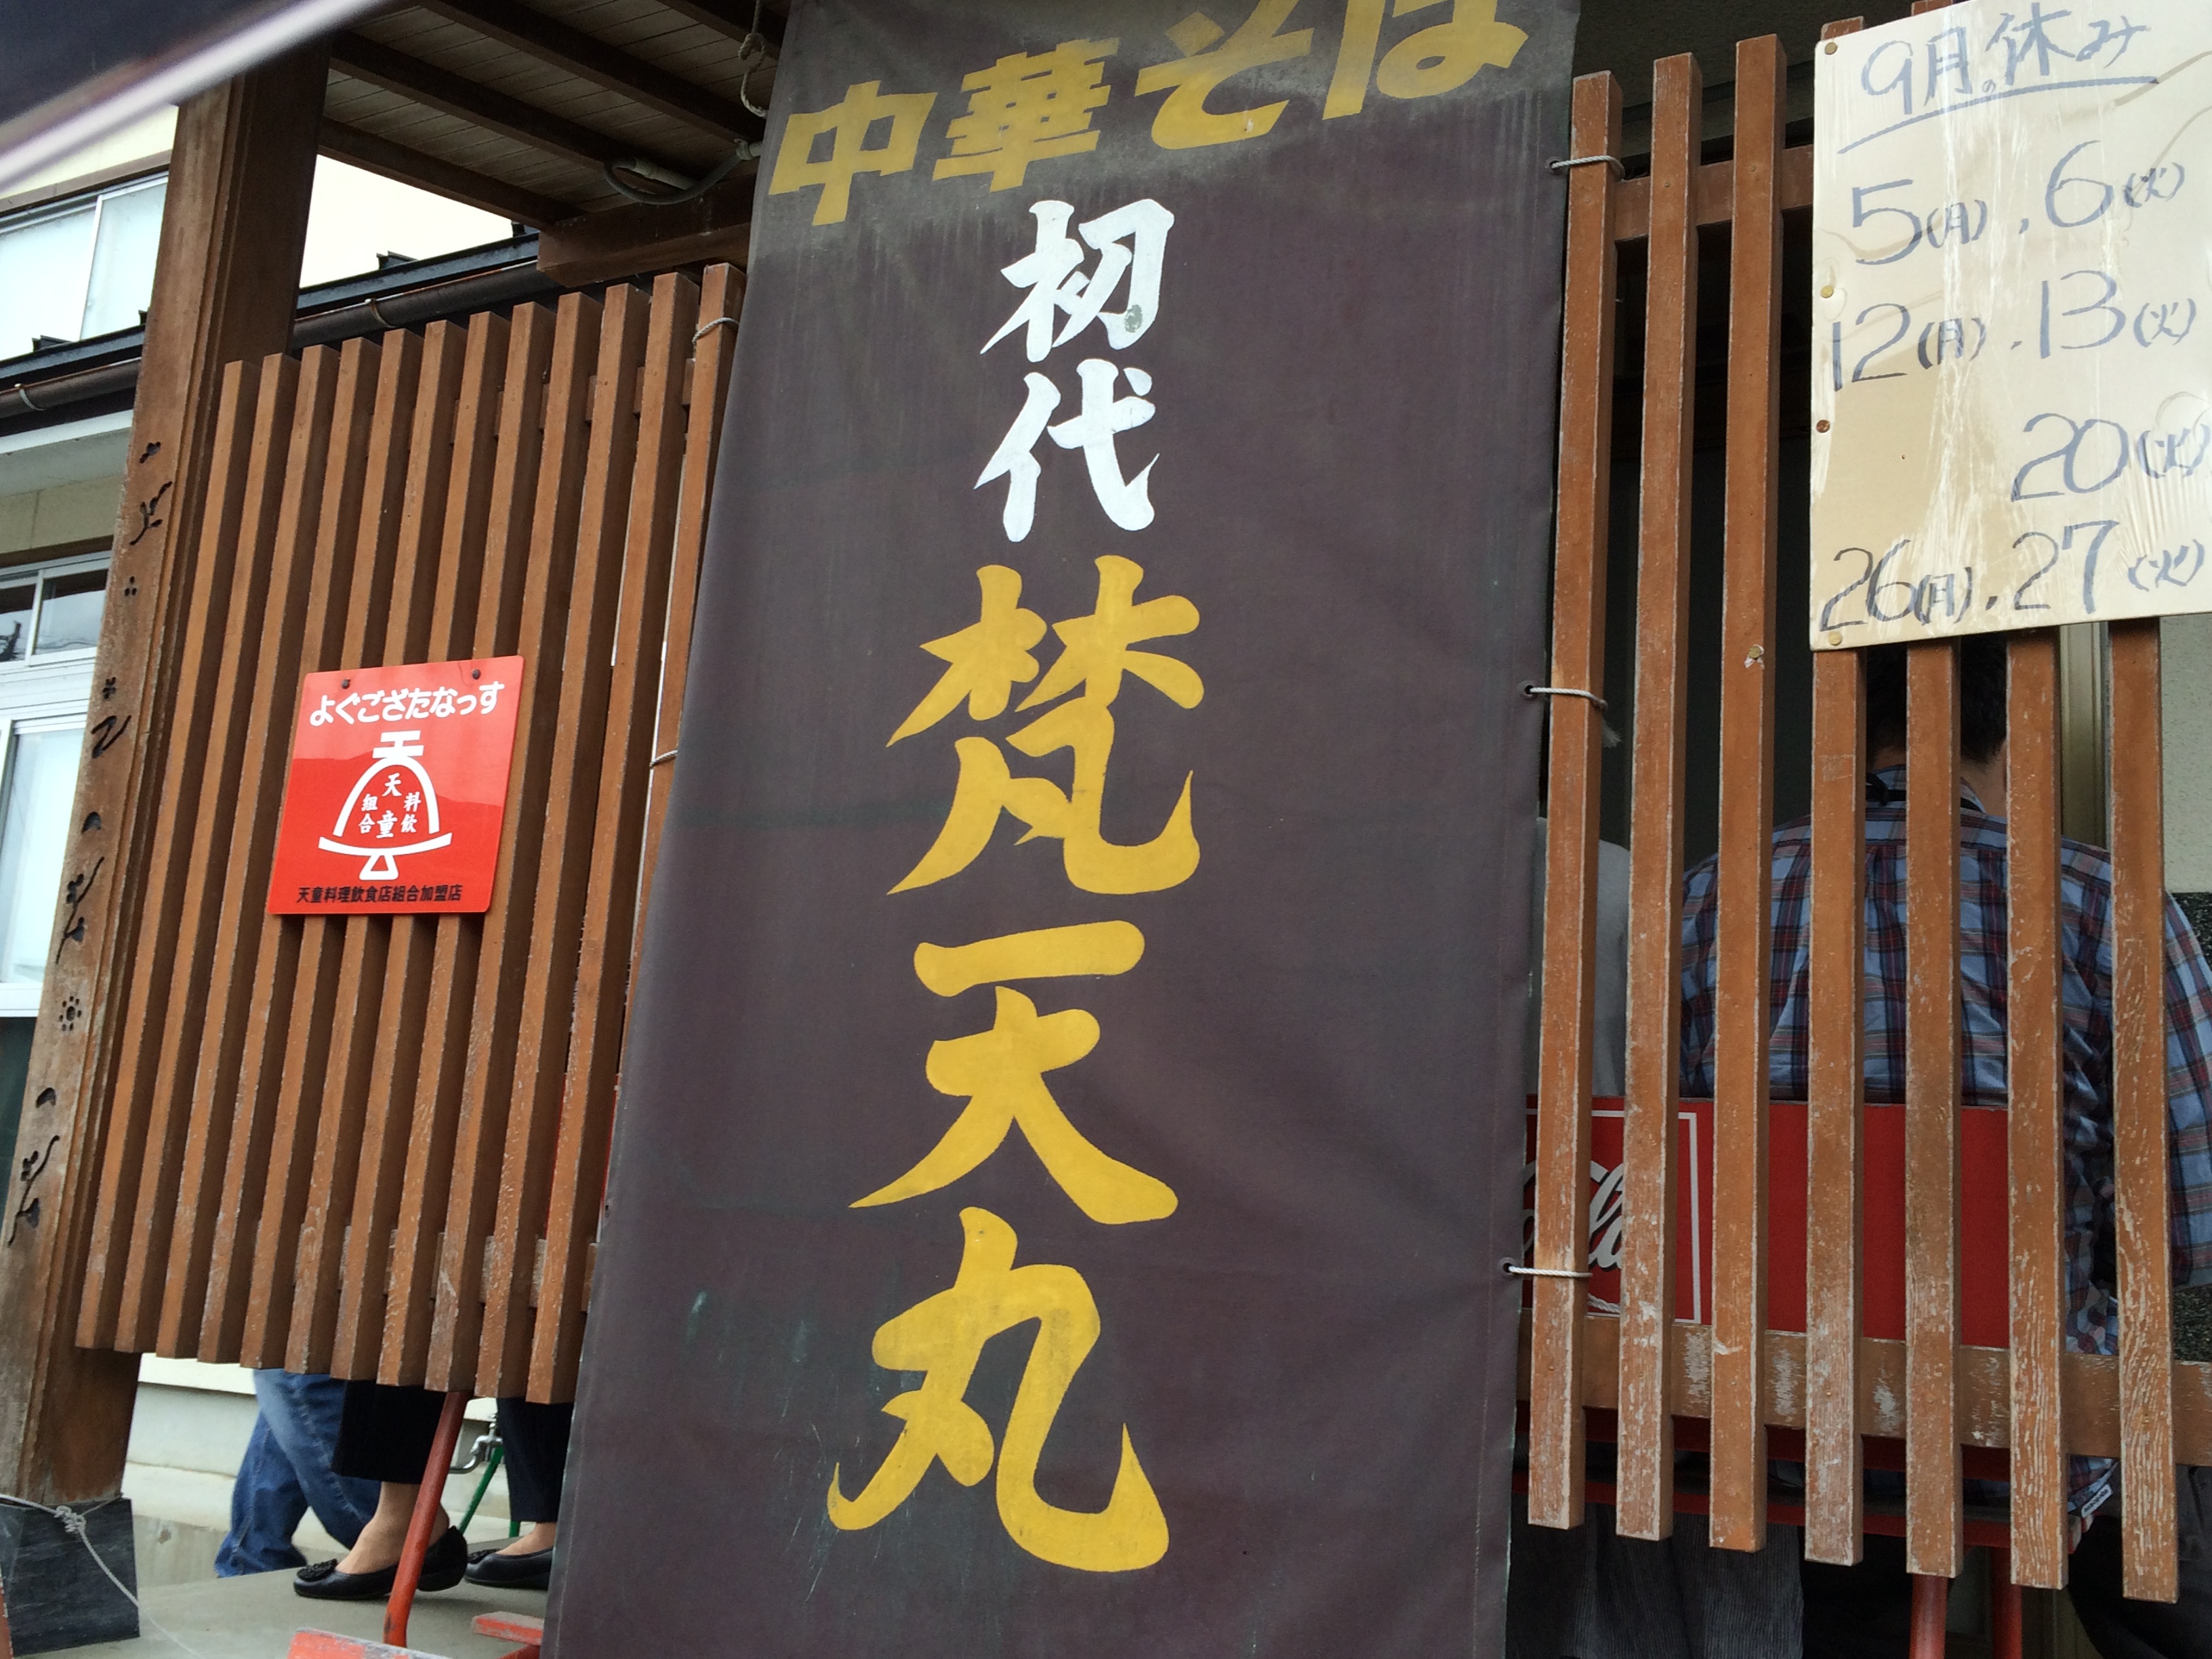 中華そば
初代
梵天丸
9月の休み
5(月),6(火)
12(月).13(火)
20(火)
26(月).27(火)
よぐござたなっす
天童
料飲
組合
天童料理飲食店組合加盟店